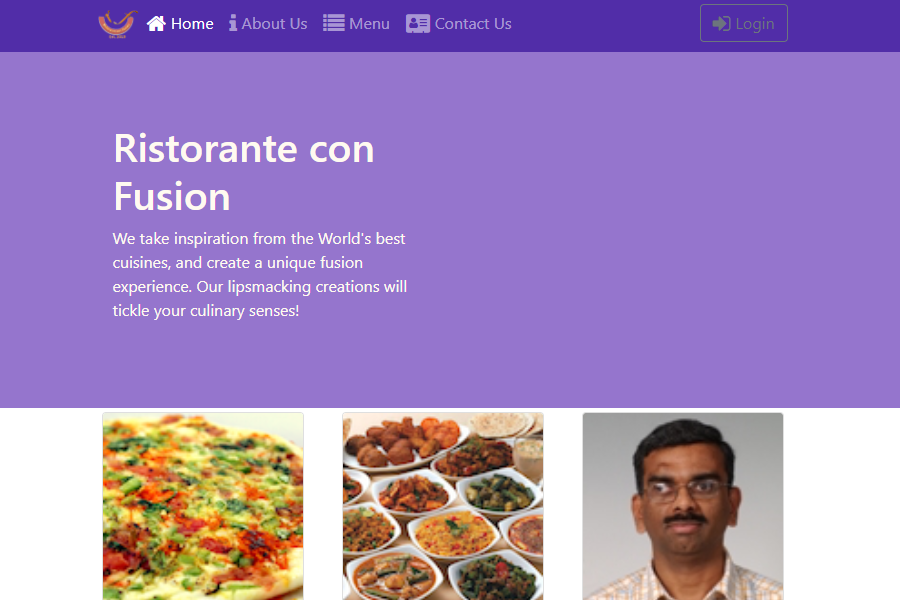 Home About Us Menu Contact Us Login
Ristorante con
Fusion
We take inspiration from the World's best
cuisines, and create a unique fusion
experience. Our lipsmacking creations will
tickle your culinary senses!